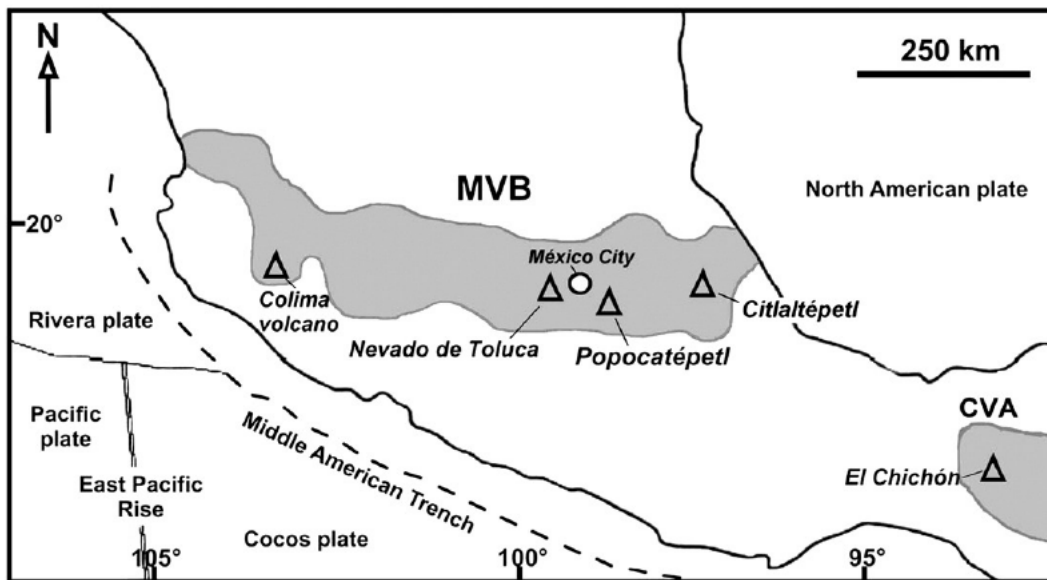 N
250 km
MVB
North American plate
20°
México City
Colima
volcano
Citlaltépetl
Rivera plate
Nevado de Toluca
Popocatépetl
CVA
Pacific
plate
Middle American Trench
El Chichón
East Pacific
Rise
Cocos plate
105°
100°
95°